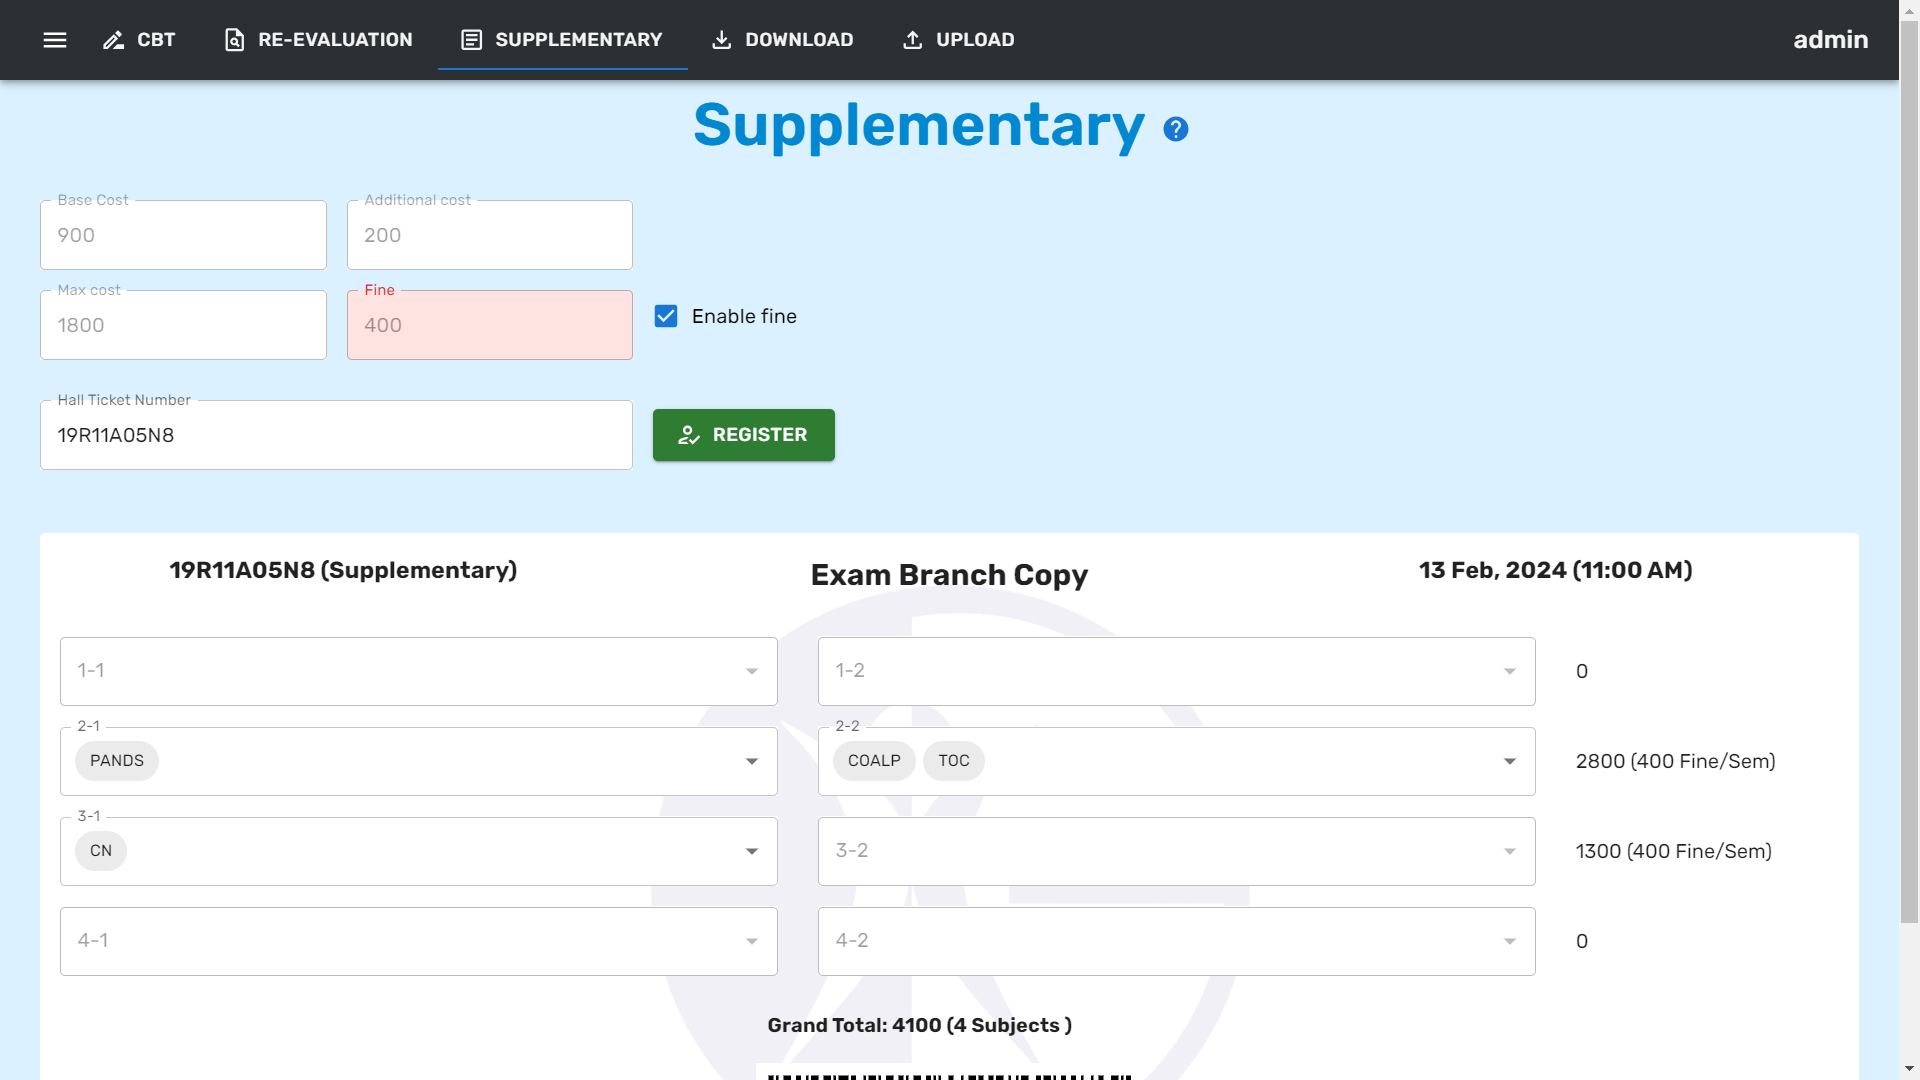 CBT RE-EVALUATION SUPPLEMENTARY DOWNLOAD UPLOAD admin
Supplementary ?
Base Cost Additional cost
900 200
Max cost Fine
1800 400 Enable fine
Hall Ticket Number
19R11A05N8 REGISTER
19R11A05N8 (Supplementary) Exam Branch Copy 13 Feb, 2024 (11:00 AM)
1-1 1-2 0
2-1 2-2
PANDS COALP TOC 2800 (400 Fine/Sem)
3-1
CN 3-2 1300 (400 Fine/Sem)
4-1 4-2 0
Grand Total: 4100 (4 Subjects )